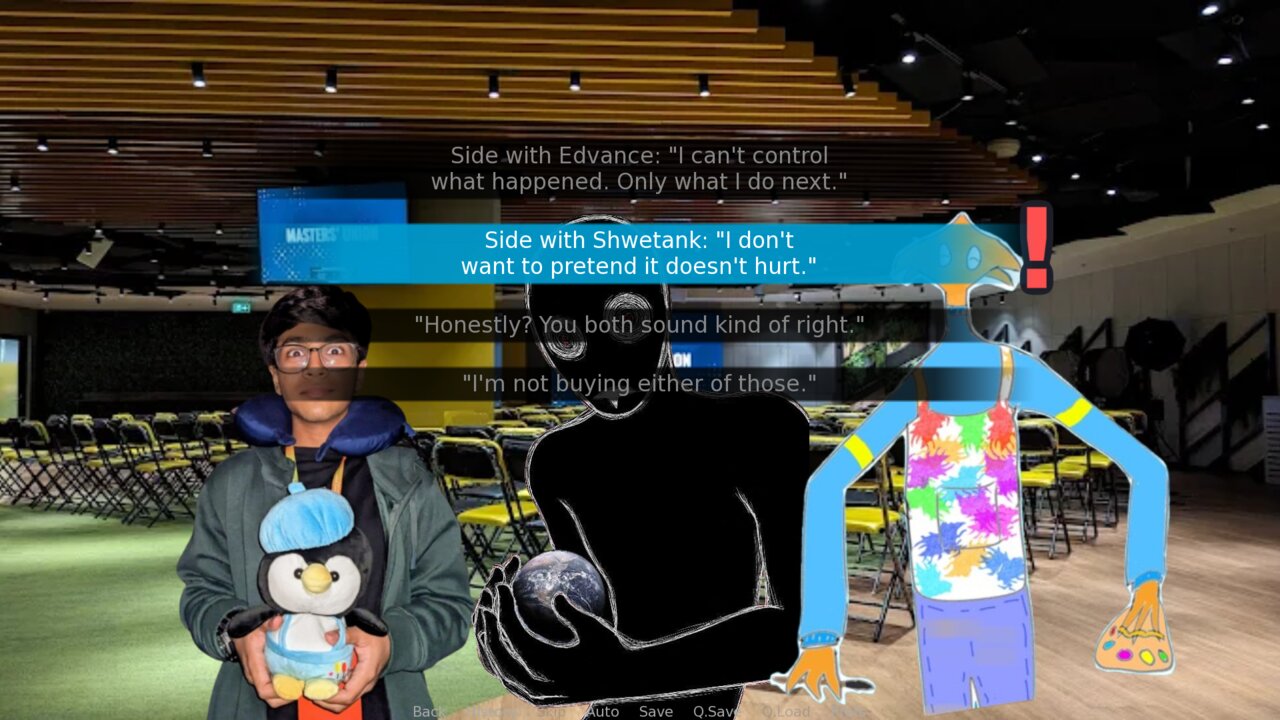 Side with Edvance: "I can't control
what happened. Only what I do next."
MASTERS' UNION
Side with Shwetank: "I don't
want to pretend it doesn't hurt."
"Honestly? You both sound kind of right."
ON
"I'm not buying either of those."
Back Auto Save Q.Save Q.Load